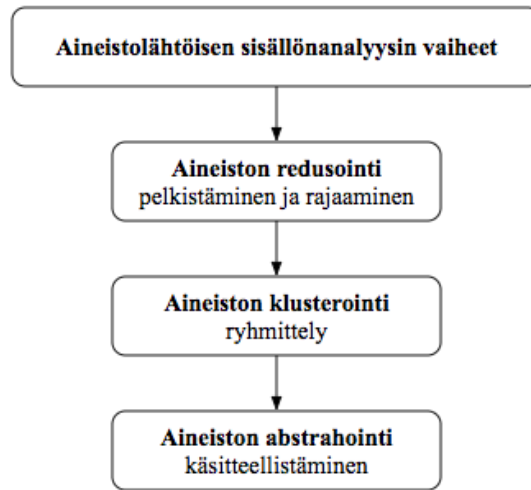 Aineistolähtöisen sisällönanalyysin vaiheet
Aineiston redusointi
pelkistäminen ja rajaaminen
Aineiston klusterointi
ryhmittely
Aineiston abstrahointi
käsitteellistäminen